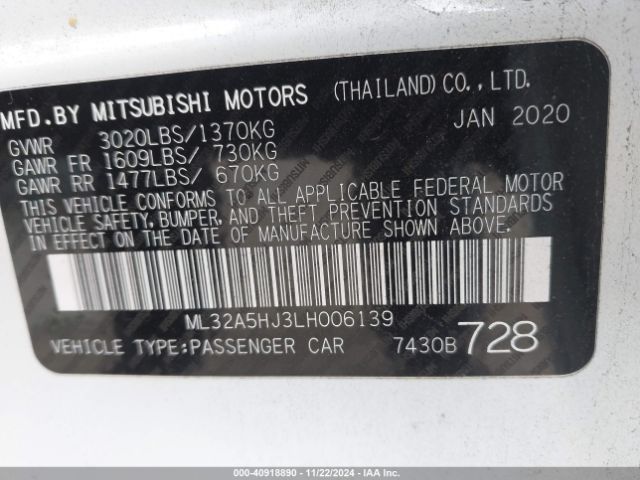 MFD.BY MITSUBISHI MOTORS (THAILAND)CO.,LTD.
GVWR 3020LBS/1370KG JAN 2020
GAWR FR 1609LBS/ 730KG
GAWR RR 1477LBS/ 670KG
THIS VEHICLE CONFORMS TO ALL APPLICABLE FEDERAL MOTOR
VEHICLE SAFETY, BUMPER, AND THEFT PREVENTION STANDARDS
IN EFFECT ON THE DATE OF MANUFACTURE SHOWN ABOVE.
ML32A5HJ3LH006139
VEHICLE TYPE:PASSENGER CAR 7430B 728
000-40918890 - 11/22/2024 - IAA Inc.